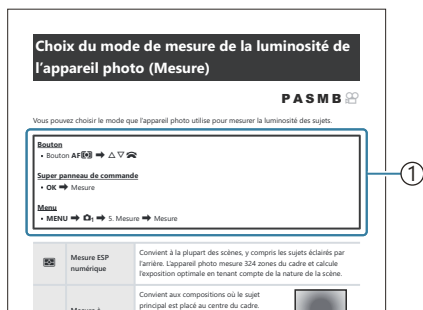 Choix du mode de mesure de la luminosité de
l'appareil photo (Mesure)
PASMB
Vous pouvez choisir le mode que l'appareil photo utilise pour mesurer la luminosité des sujets.
Bouton
• Bouton AF[•] ➡ △▽
Super panneau de commande
• OK ➡ Mesure
Menu
• MENU ➡ 1 ➡ 5. Mesure ➡ Mesure
①
Mesure ESP
numérique
Convient à la plupart des scènes, y compris les sujets éclairés par
l'arrière. L'appareil photo mesure 324 zones du cadre et calcule
l'exposition optimale en tenant compte de la nature de la scène.
Mesure à
Convient aux compositions où le sujet
principal est placé au centre du cadre.